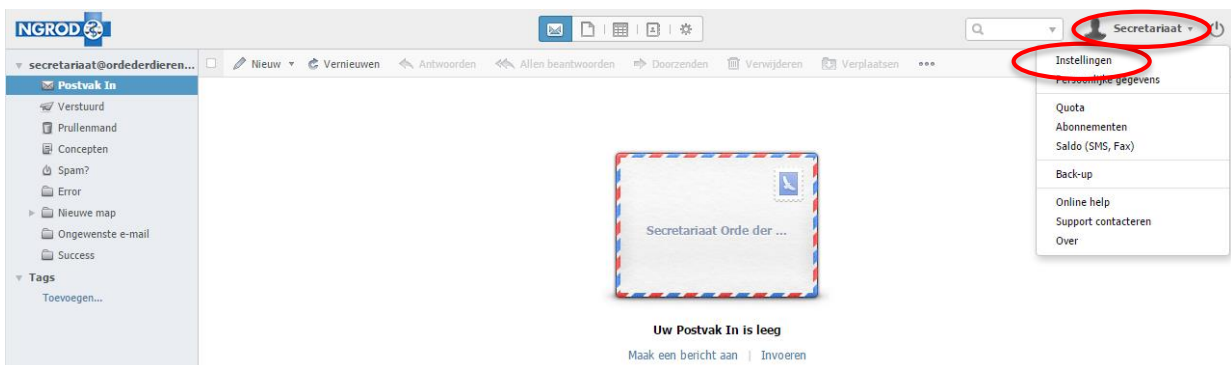 NGROD
Secretariaat
secretariaat@ordederdieren...
Nieuw
Vernieuwen
Antwoorden
Allen beantwoorden
Doorzenden
Verwijderen
Verplaatsen
Postvak In
Verstuurd
Prullenmand
Concepten
Spam?
Error
Nieuwe map
Ongewenste e-mail
Success
Tags
Toevoegen...
Instellingen
Persoonlijke gegevens
Quota
Abonnementen
Saldo (SMS, Fax)
Back-up
Online help
Support contacteren
Over
Secretariaat Orde der ...
Uw Postvak In is leeg
Maak een bericht aan | Invoeren